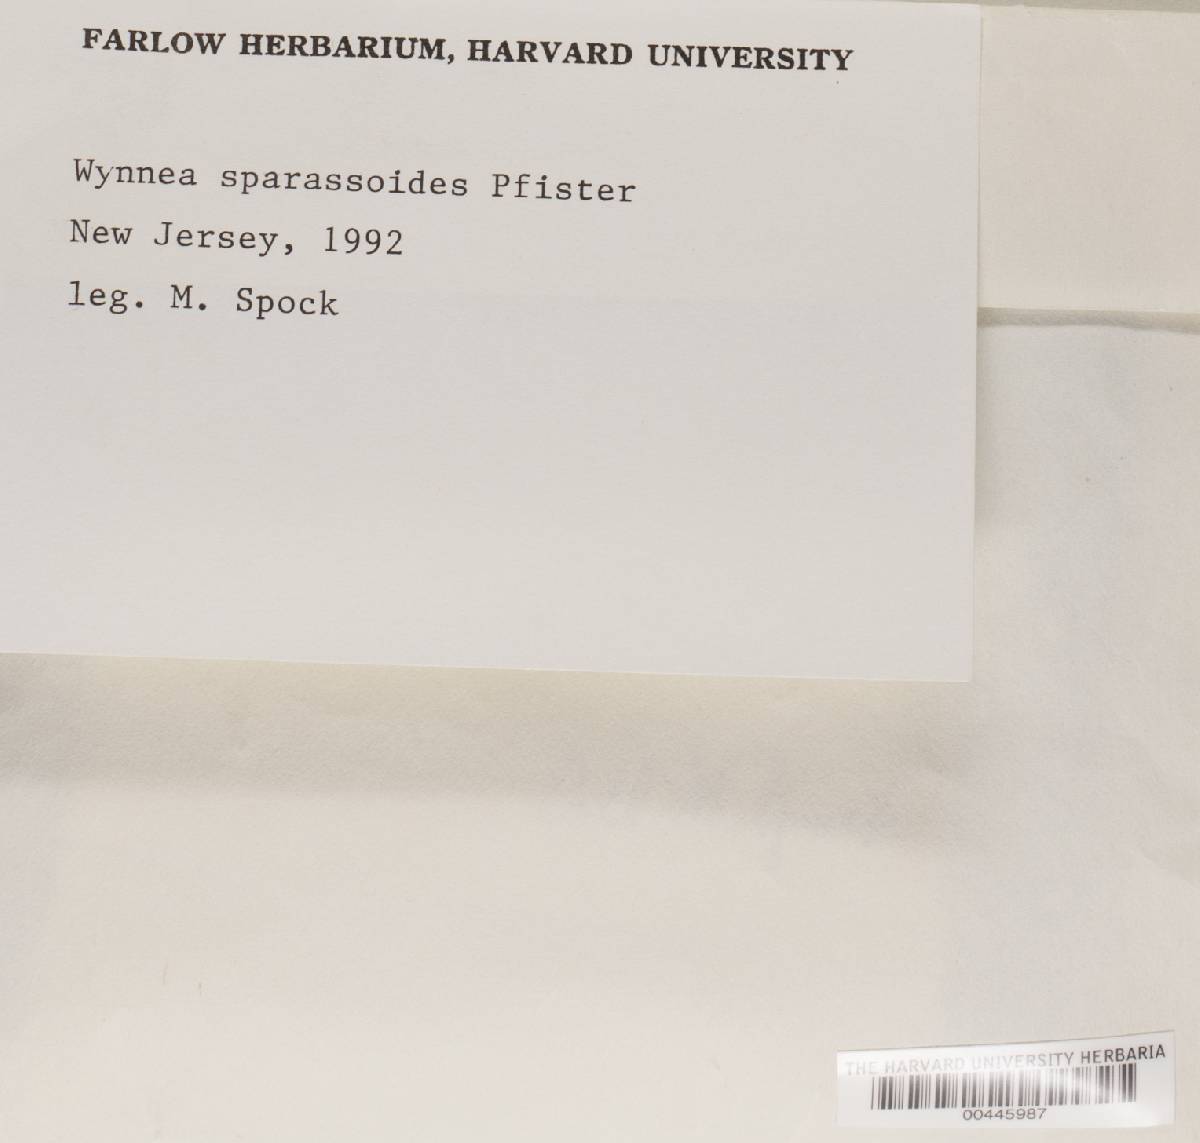 FARLOW HERBARIUM, HARVARD UNIVERSITY
Wynnea sparassoides Pfister
New Jersey, 1992
leg. M. Spock
THE HARVARD UNIVERSITY HERBARIA
00445987